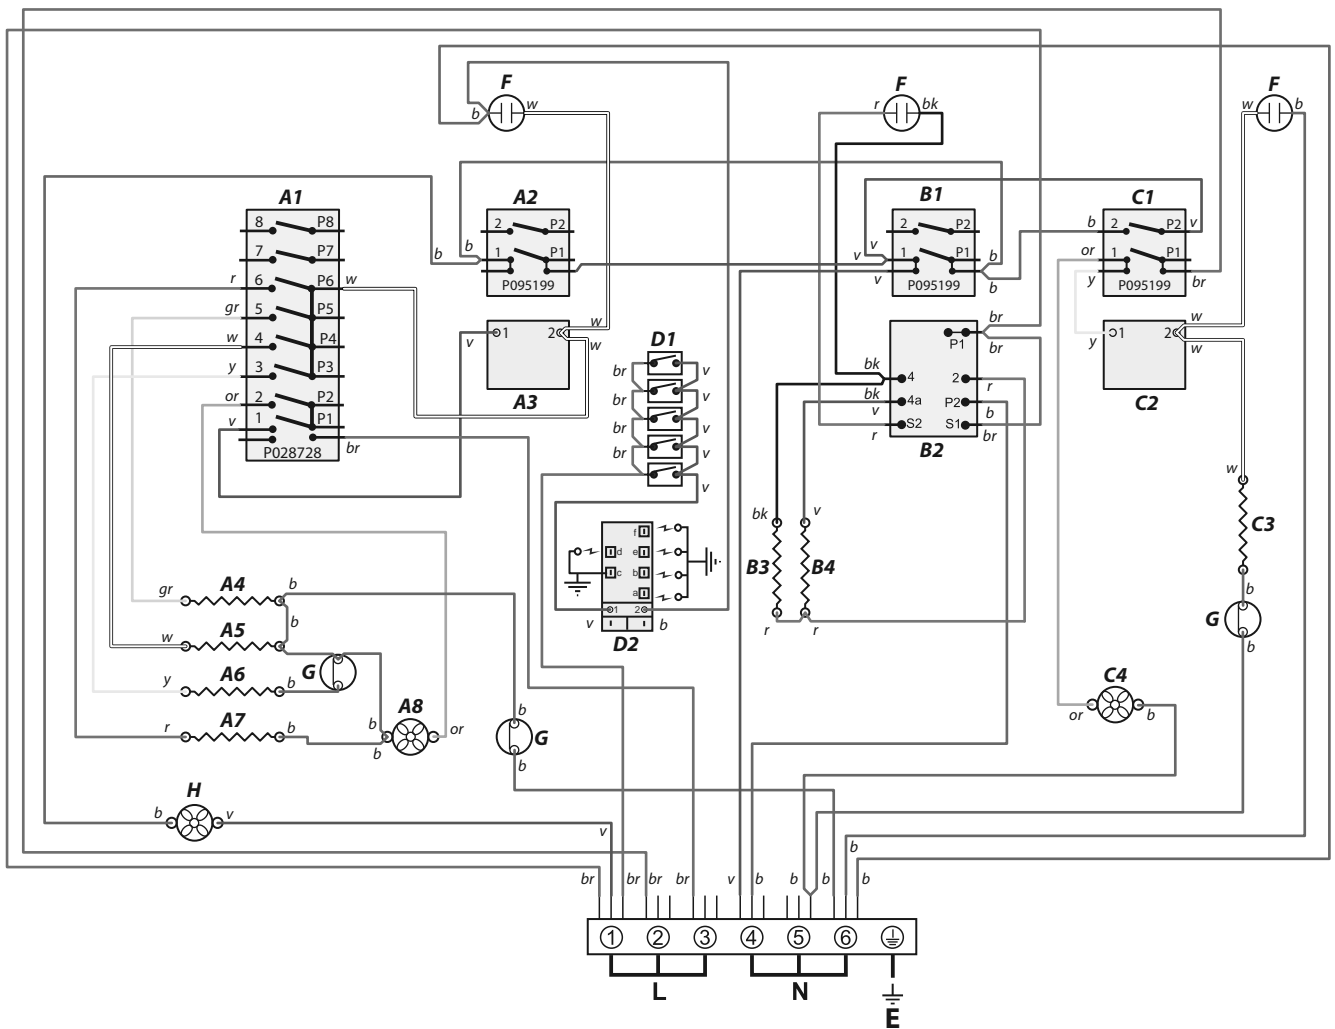 F F F
b w r bk w b
A1 A2 B1 C1
8 P8
7 P7
r 6 P6 w
gr 5 P5
w 4 P4
y 3 P3
or 2 P2
v 1 P1
P028728
br
b b
2 P2
1 P1
P095199
v 1 2 w
w
A3
v v v
2 P2
1 P1
P095199
b
b
b or y
2 P2 v
1 P1
P095199
br
y 1 2 w
w
C2
D1
br v
br v
br v
br v
v
P1 br
br
bk 4 2 r
bk v 4a P2 b
r S2 S1 br
B2
f
d e
c b
a
1 2
v b
D2
bk v
B3 B4
r r
w
C3
b
G
b
C4
or b
gr A4 b
b
w A5
G
y A6 b
r A7 b
A8
b or
b
b
G
b
H
b v v
b
br br br br v b b b b
1 2 3 4 5 6
L N
E